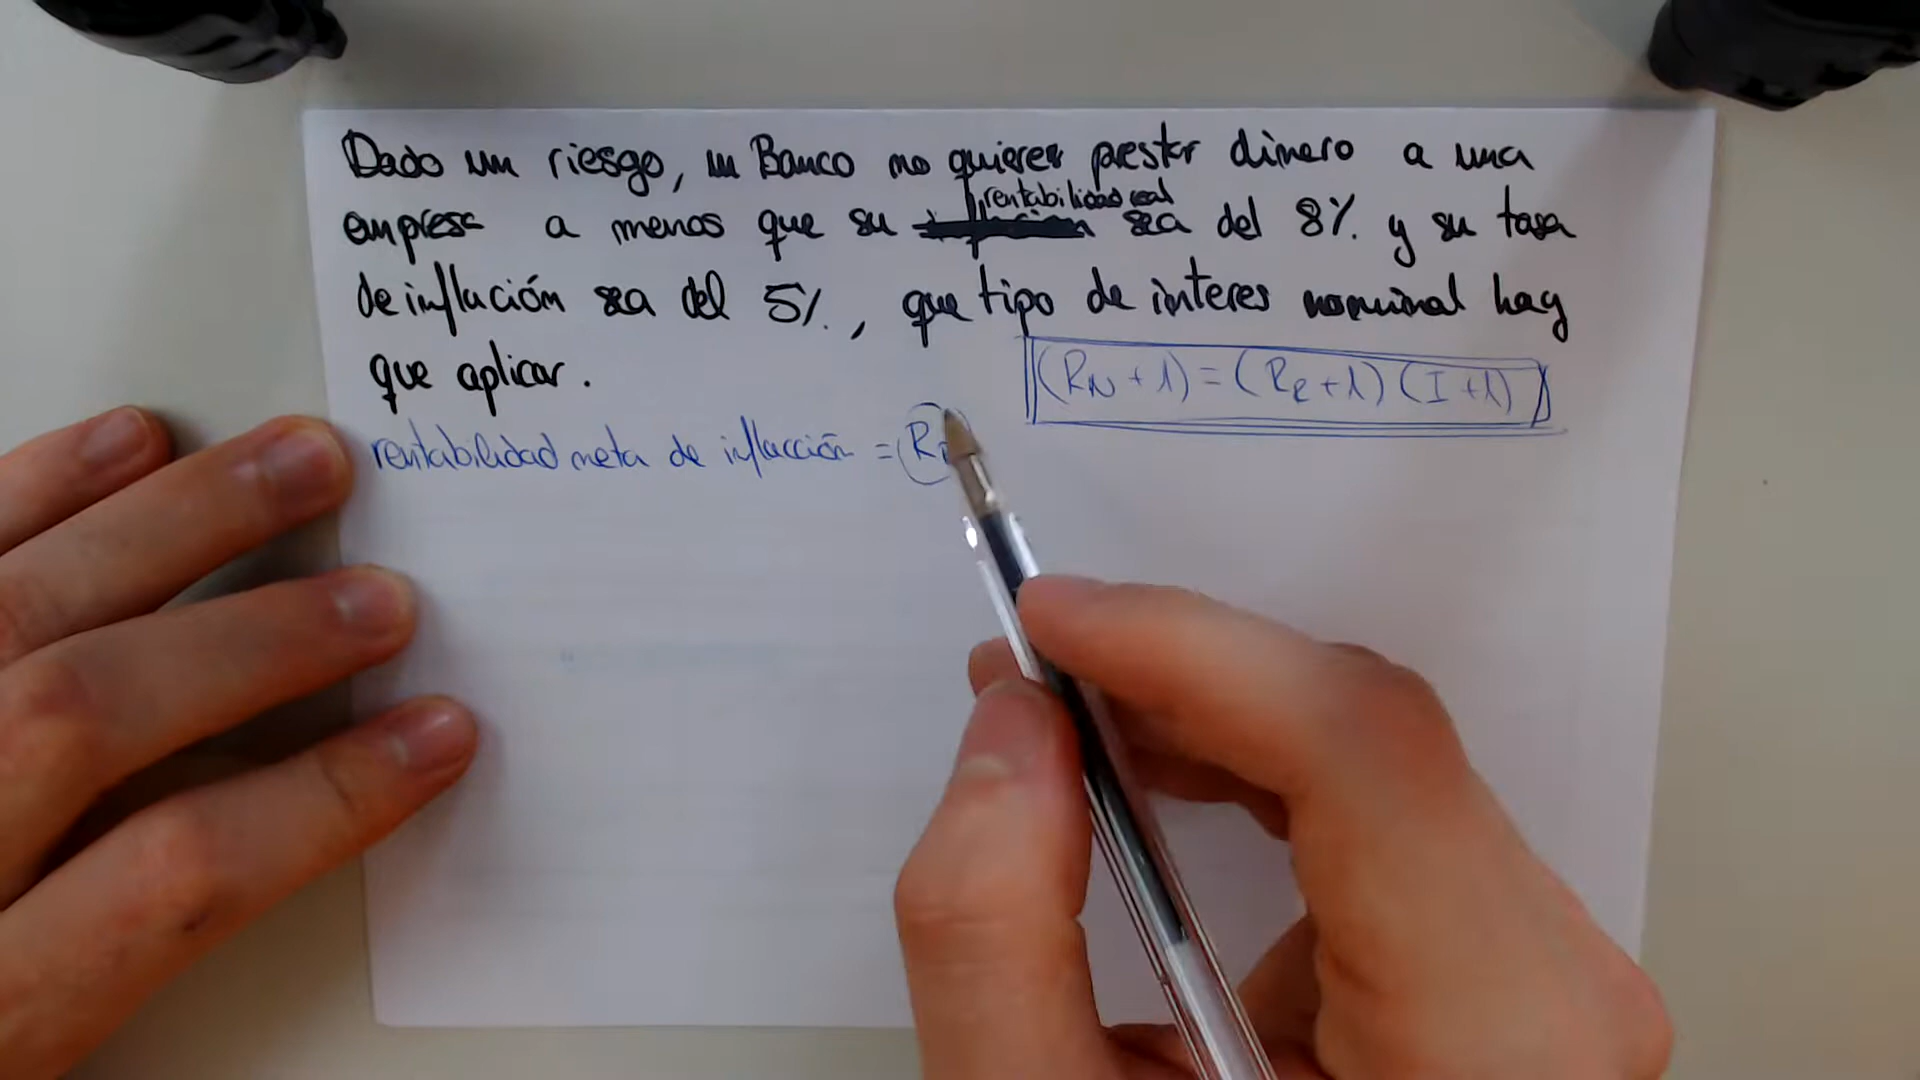 Dado un riesgo, un Banco no quieres prestar dinero a una
rentabilidad real
empresa a menos que su sea del 8% y su tasa
de inflación sea del 5%, que tipo de interes nominal hay
que aplicar.
(RN + 1) = (RR + 1) (I + 1)
rentabilidad neta de inflacción = R